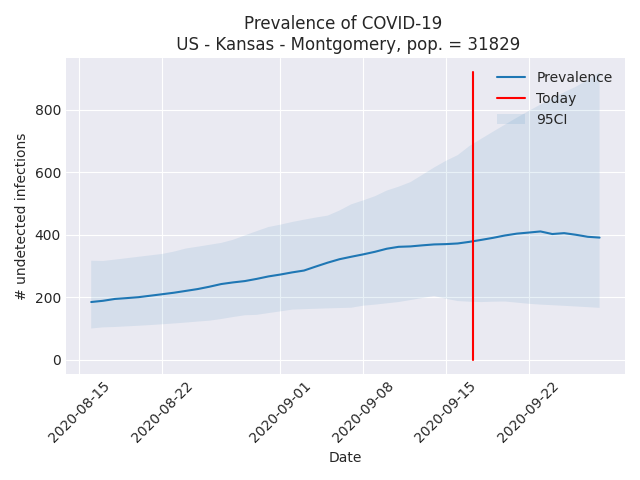 Prevalence of COVID-19
US - Kansas - Montgomery, pop. = 31829
Prevalence
Today
95CI
800
600
400
200
0
# undetected infections
2020-08-15
2020-08-22
2020-09-01
2020-09-08
2020-09-15
2020-09-22
Date